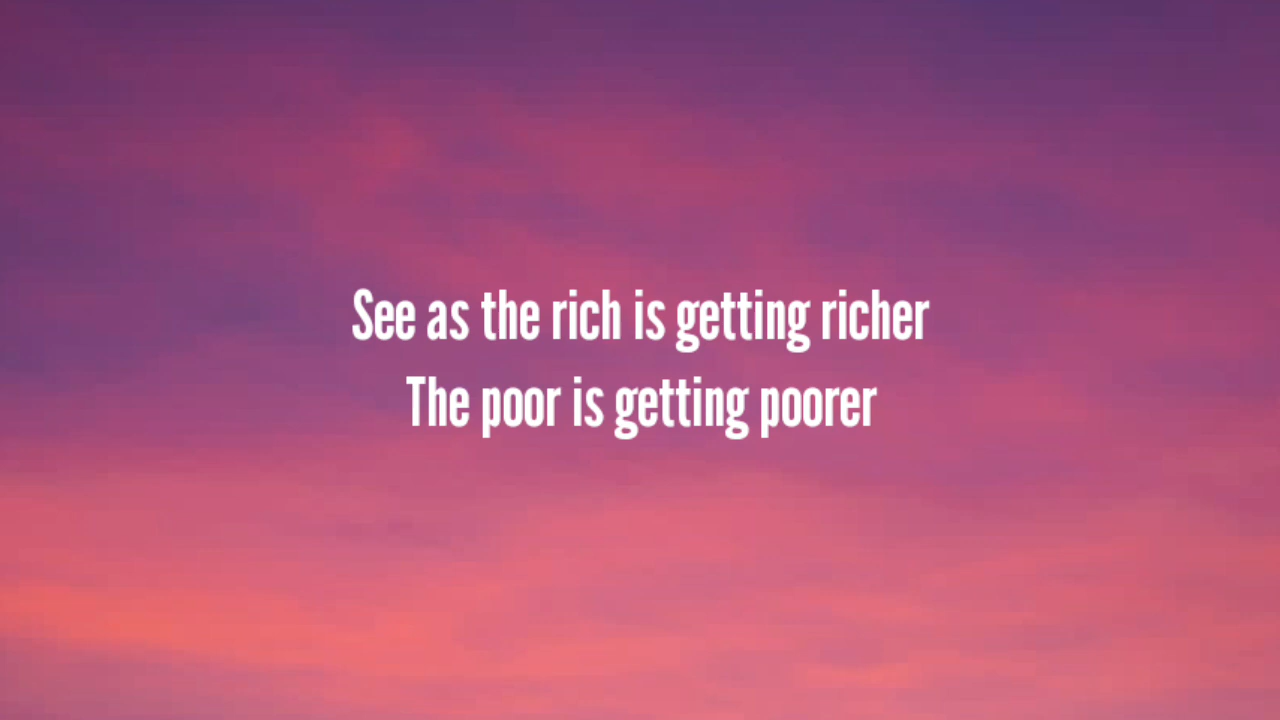 See as the rich is getting richer
The poor is getting poorer